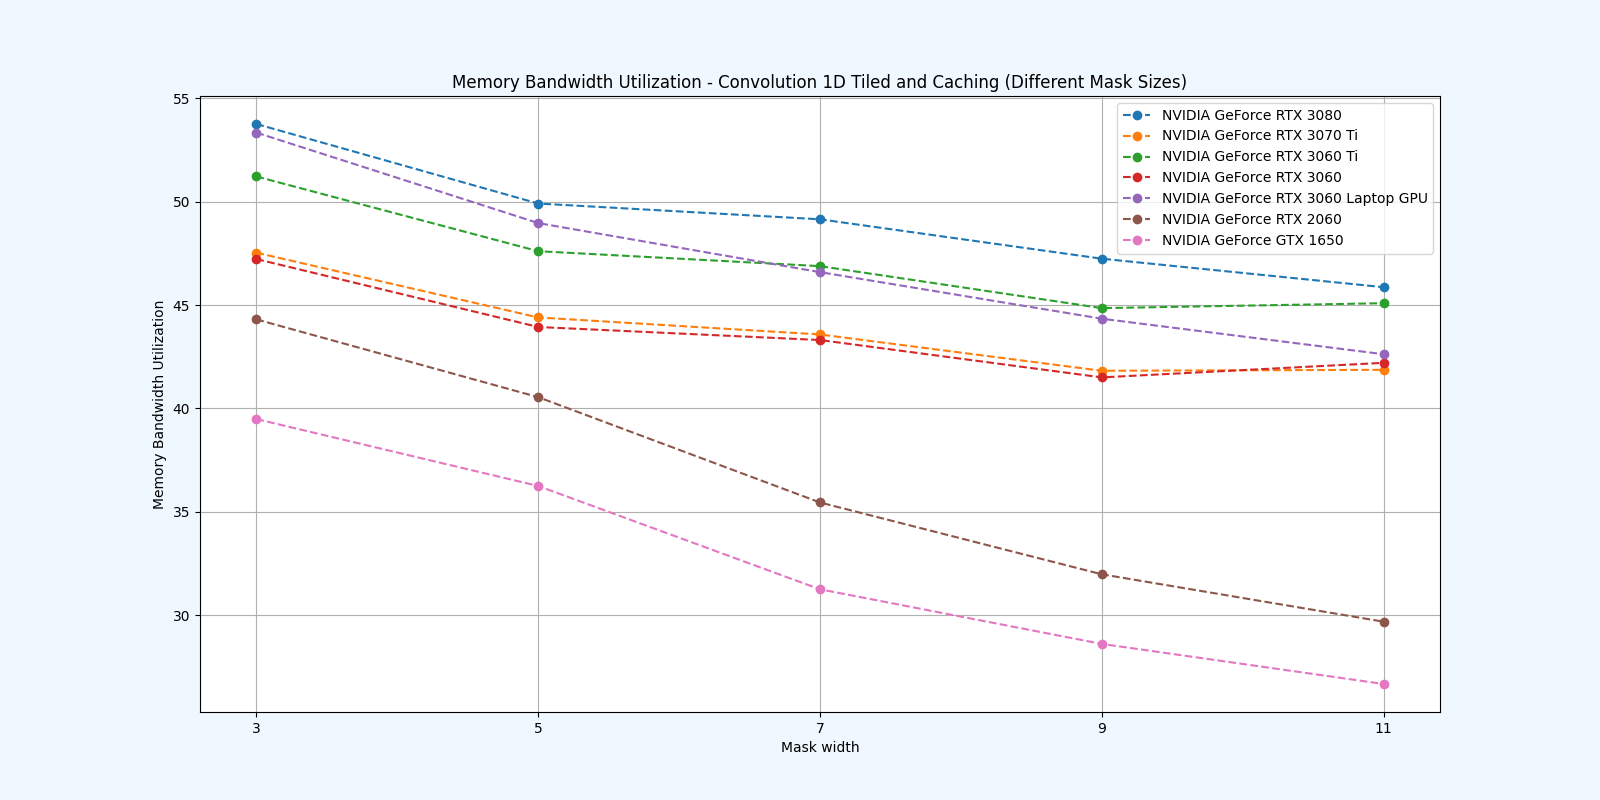 Memory Bandwidth Utilization - Convolution 1D Tiled and Caching (Different Mask Sizes)
55
50
45
40
35
30
Memory Bandwidth Utilization
NVIDIA GeForce RTX 3080
NVIDIA GeForce RTX 3070 Ti
NVIDIA GeForce RTX 3060 Ti
NVIDIA GeForce RTX 3060
NVIDIA GeForce RTX 3060 Laptop GPU
NVIDIA GeForce RTX 2060
NVIDIA GeForce GTX 1650
3 5 7 9 11
Mask width